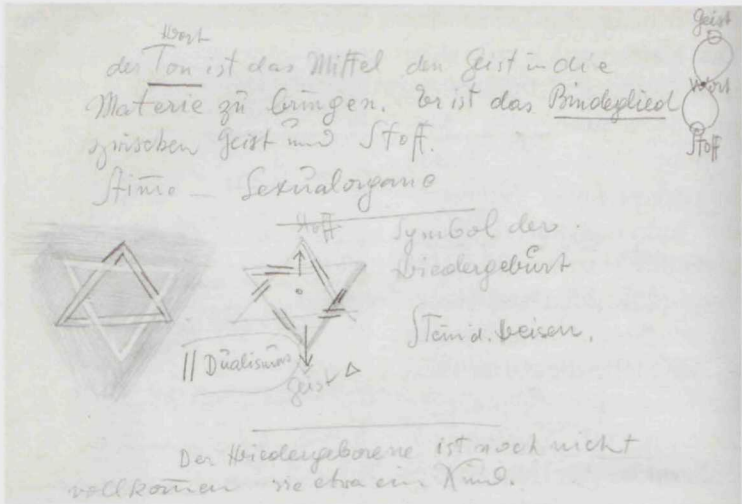 Wort
der Ton ist das Mittel den Geist in die
Materie zu bringen. Er ist das Bindeglied
zwischen Geist und Stoff.
Geist
Wort
Stoff
Stime – Sexualorgane
Stoff
Symbol der
Wiedergeburt
Stein d. Weisen.
|| Dualismus
Geist △
Der Wiedergeborene ist noch nicht
vollkomen wie etwa ein Kind.